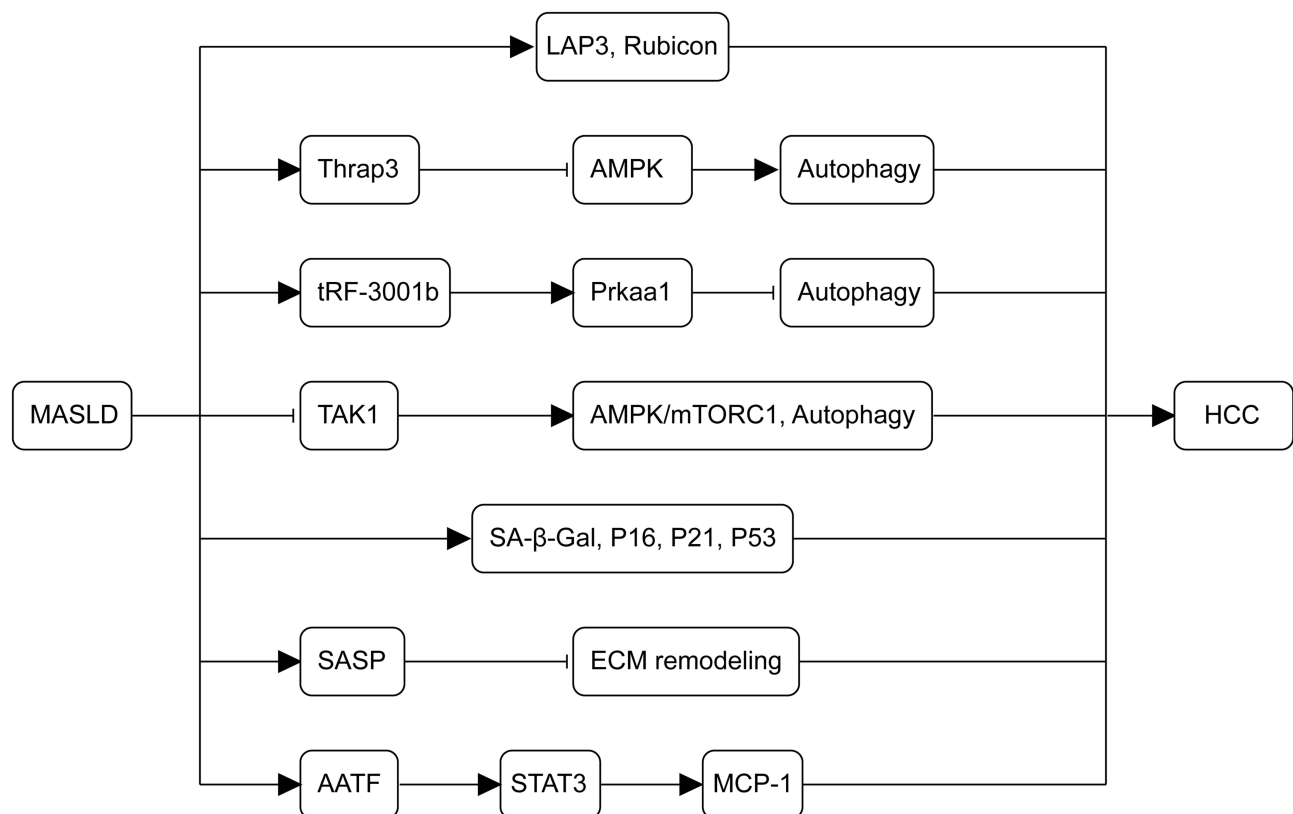 LAP3, Rubicon
Thrap3
AMPK
Autophagy
tRF-3001b
Prkaa1
Autophagy
MASLD
TAK1
AMPK/mTORC1, Autophagy
HCC
SA-β-Gal, P16, P21, P53
SASP
ECM remodeling
AATF
STAT3
MCP-1